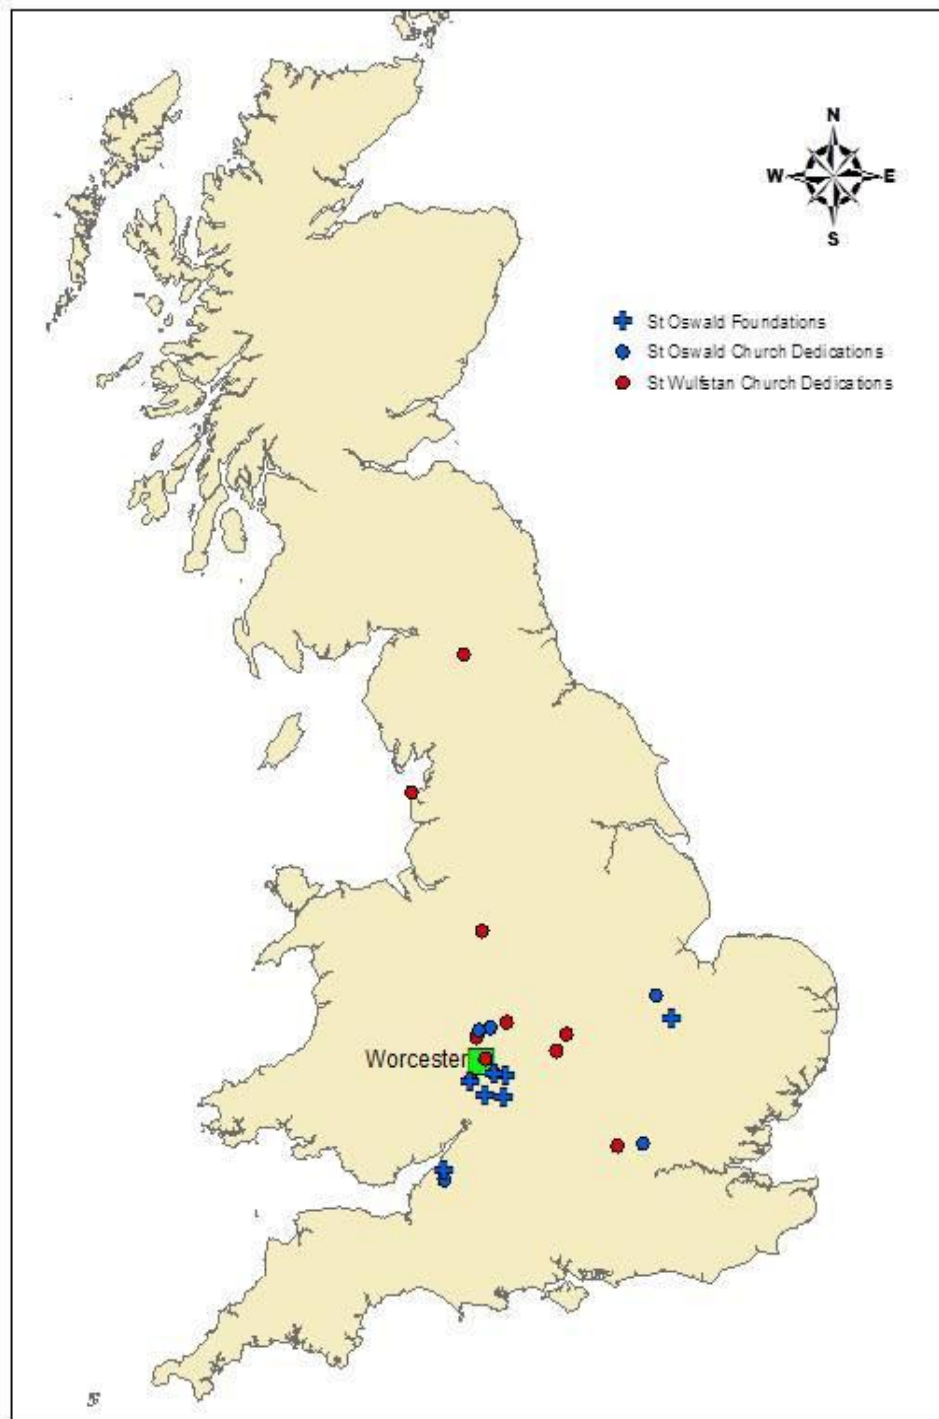 N
W E
S
St Oswald Foundations
St Oswald Church Dedications
St Wulfstan Church Dedications
Worcester